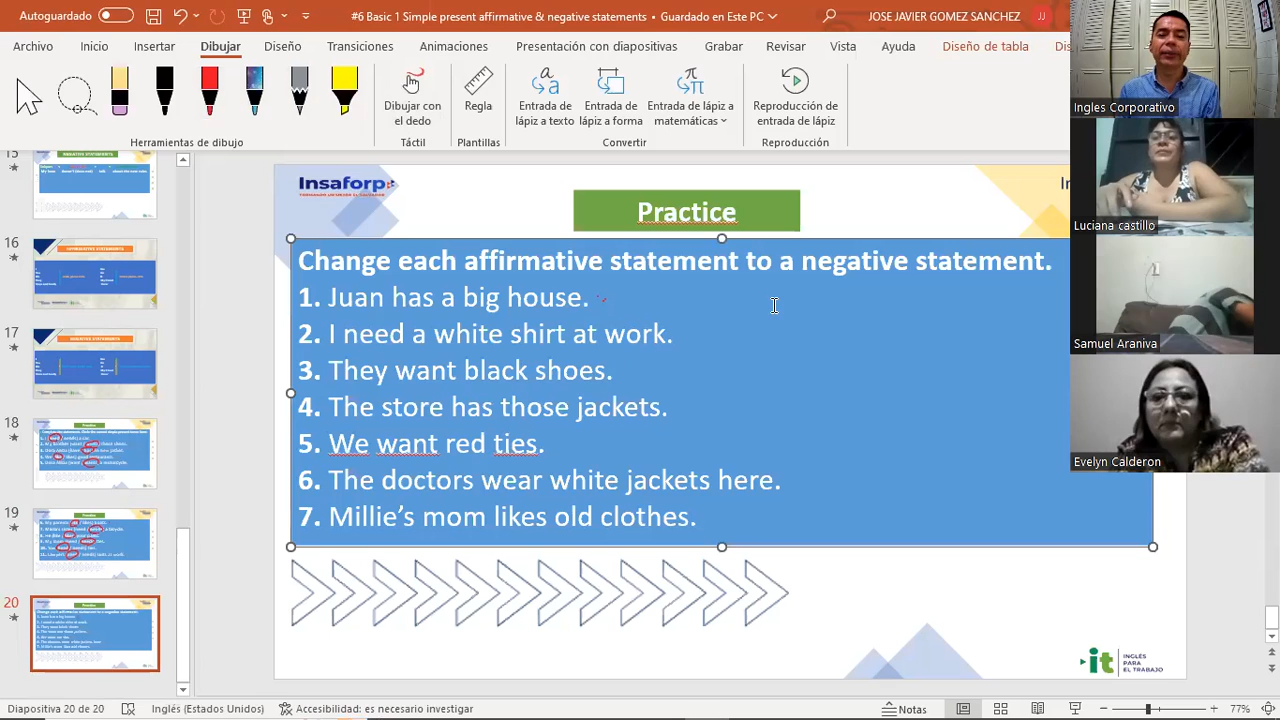 Autoguardado
#6 Basic 1 Simple present affirmative & negative statements • Guardado en Este PC
JOSE JAVIER GOMEZ SANCHEZ
JJ
Archivo Inicio Insertar Dibujar Diseño Transiciones Animaciones Presentación con diapositivas Grabar Revisar Vista Ayuda Diseño de tabla
Dibujar con el dedo
Regla
Entrada de lápiz a texto
Entrada de lápiz a forma
Entrada de lápiz a matemáticas
Reproducción de entrada de lápiz
Herramientas de dibujo
Táctil
Plantillas
Convertir
Reproducción
Ingles Corporativo
Luciana castillo
Samuel Araniva
Evelyn Calderon
15
16
17
18
19
20
Insaforp
Practice
Change each affirmative statement to a negative statement.
1. Juan has a big house.
2. I need a white shirt at work.
3. They want black shoes.
4. The store has those jackets.
5. We want red ties.
6. The doctors wear white jackets here.
7. Millie’s mom likes old clothes.
it
INGLÉS
PARA
EL TRABAJO
Diapositiva 20 de 20
Inglés (Estados Unidos)
Accesibilidad: es necesario investigar
Notas
77%